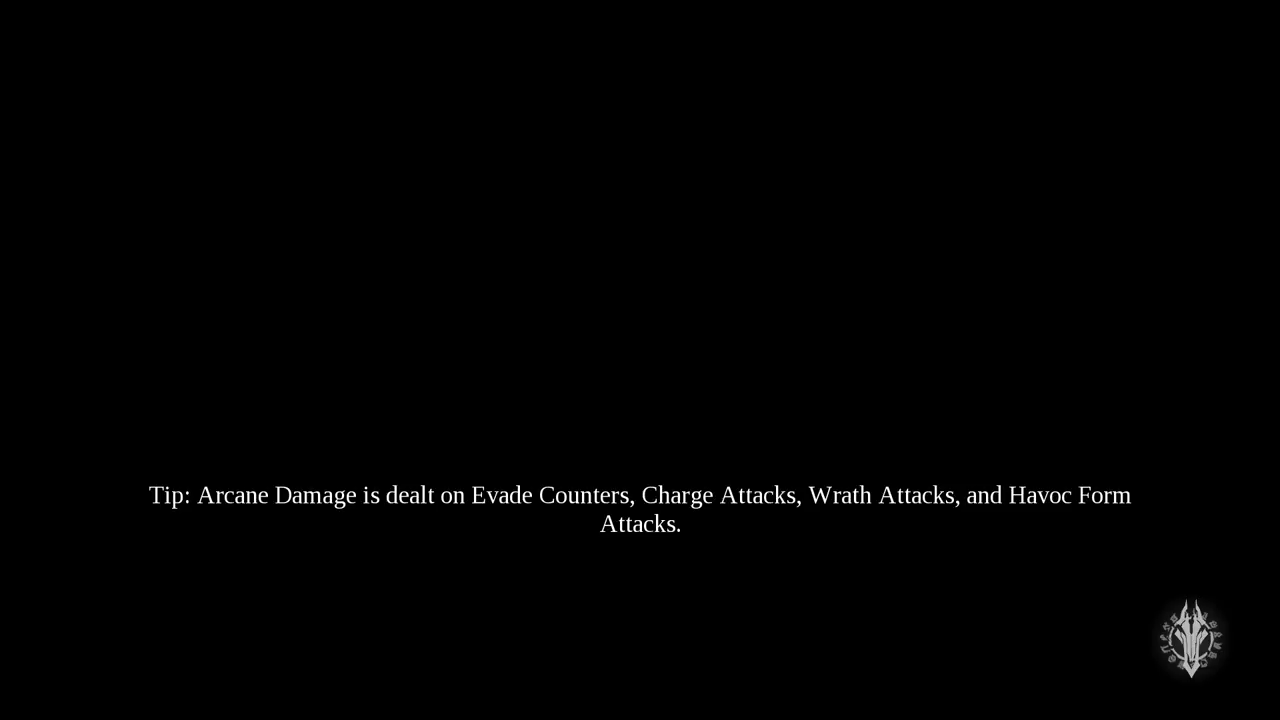 Tip: Arcane Damage is dealt on Evade Counters, Charge Attacks, Wrath Attacks, and Havoc Form
Attacks.